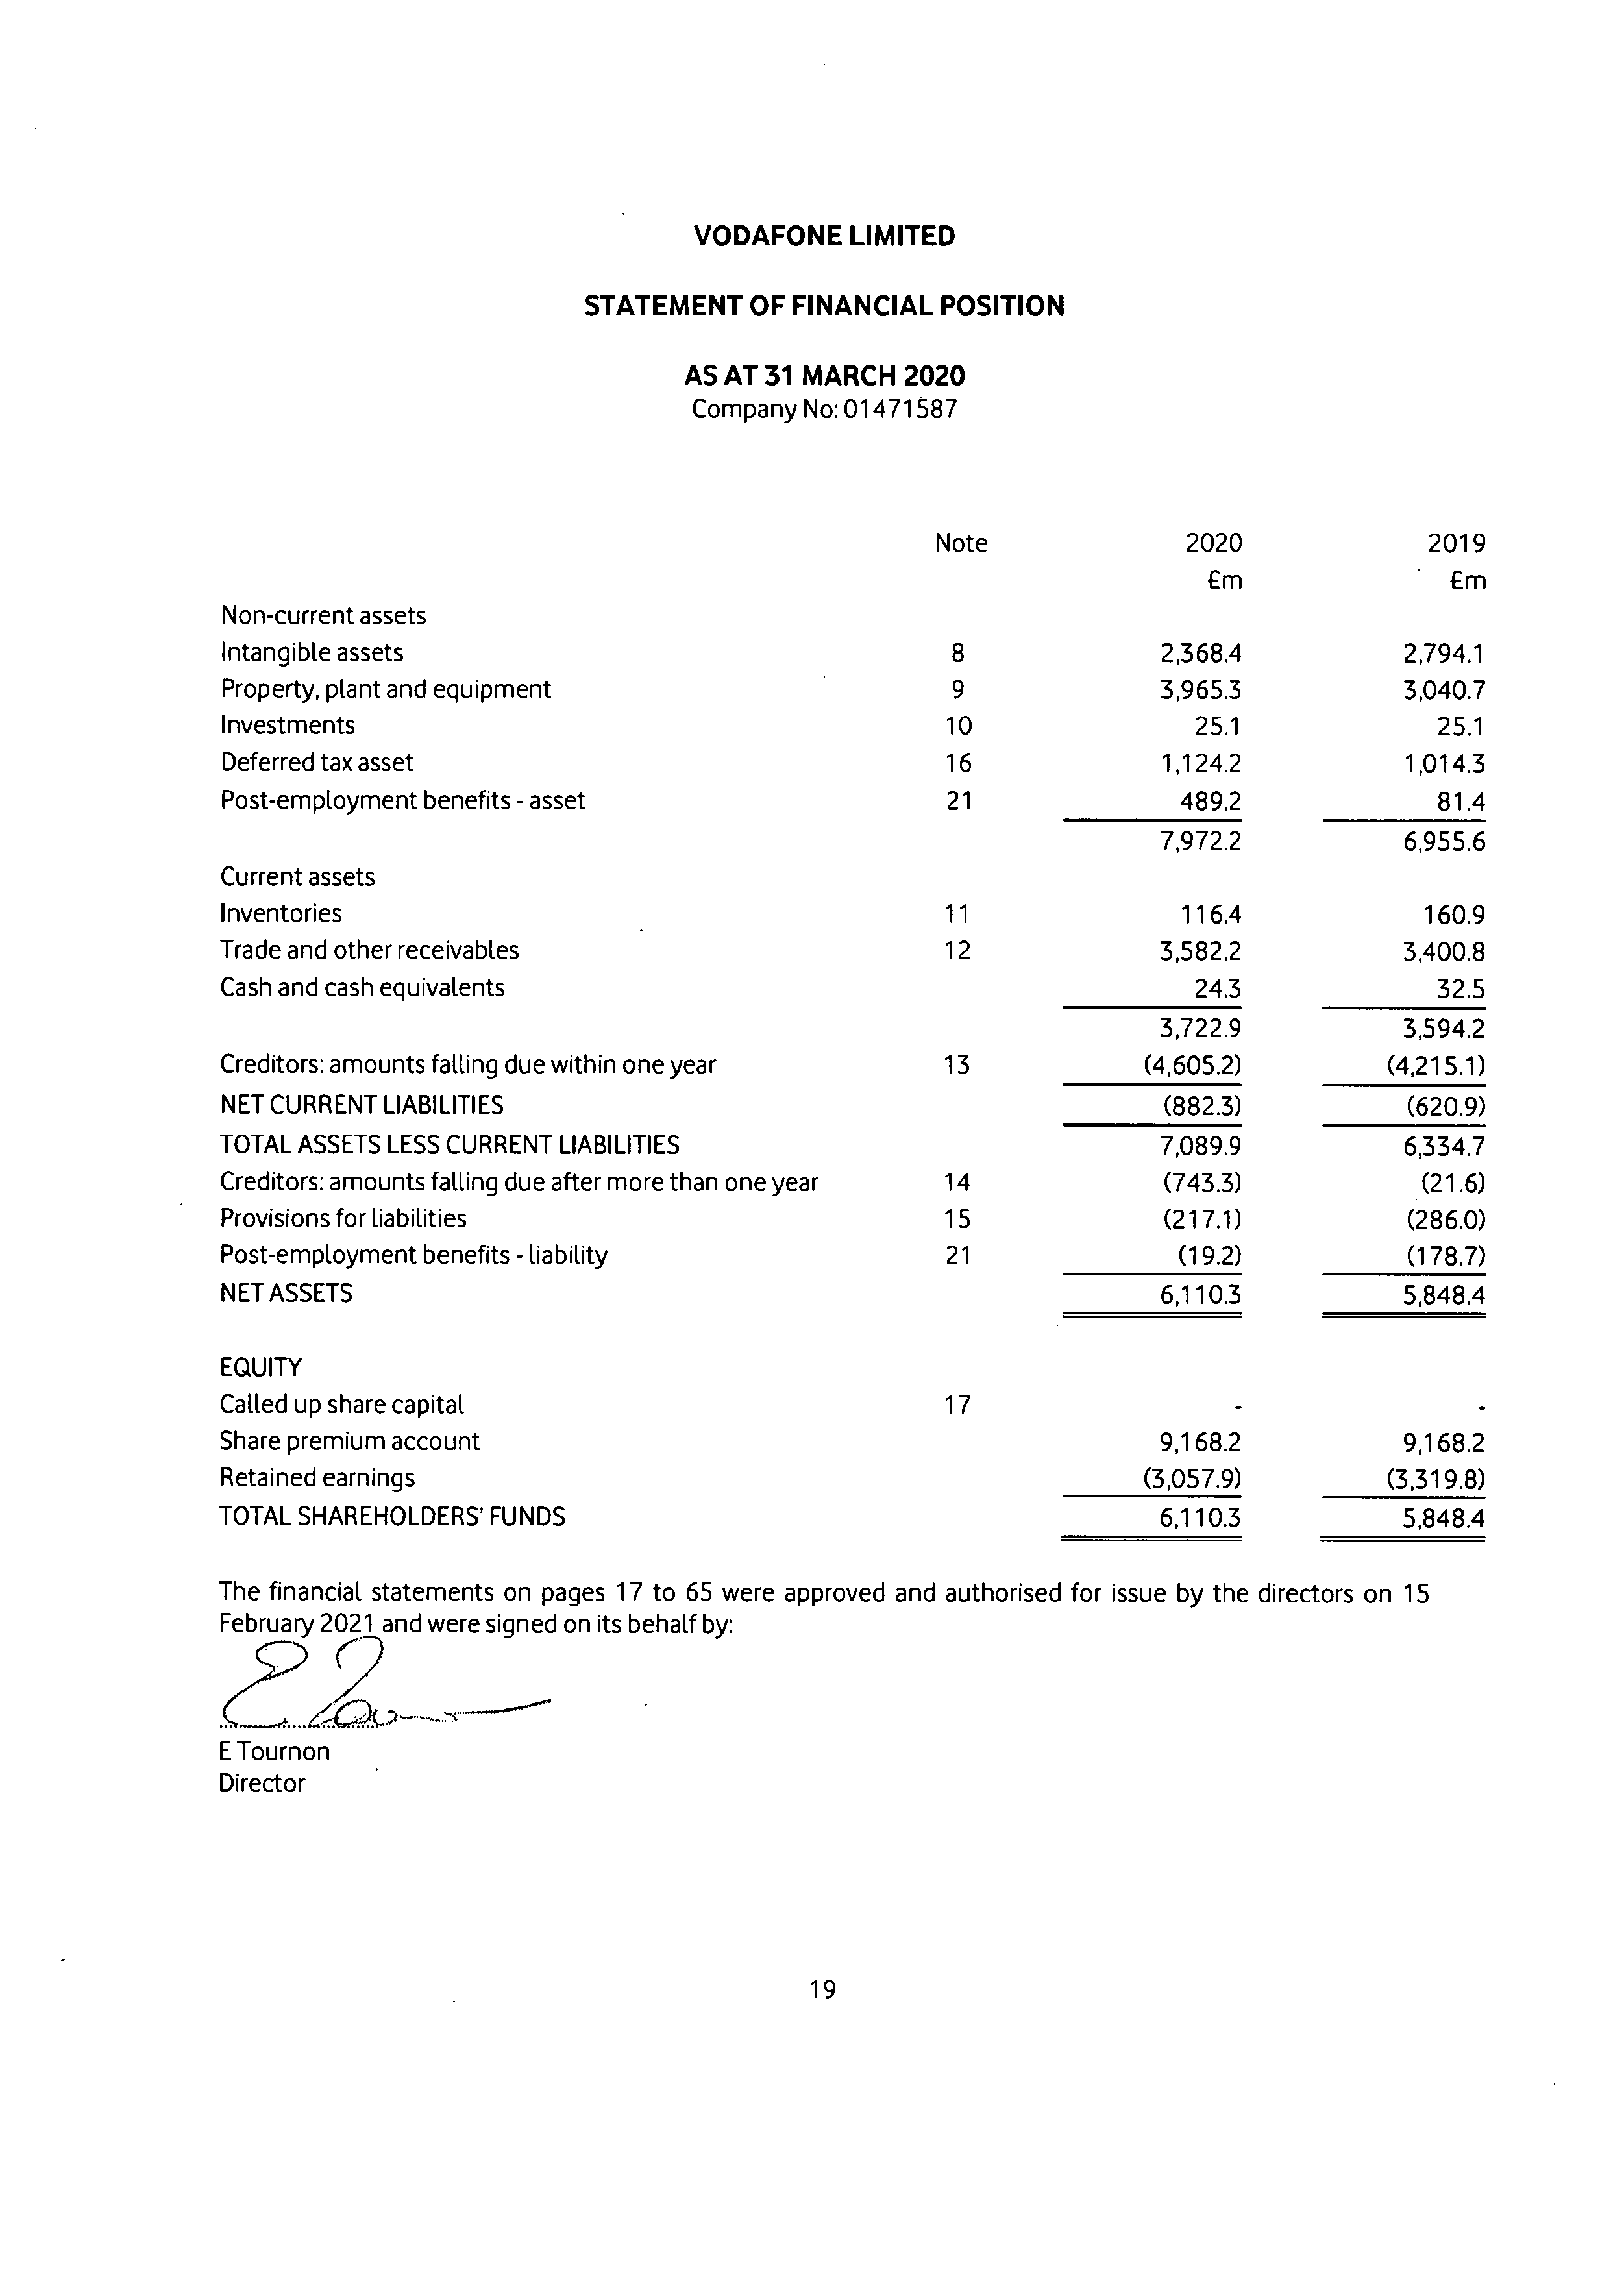 VODAFONE LIMITED
STATEMENT OF FINANCIAL POSITION
AS AT 31 MARCH 2020
Company No: 01471587
Note 2020 2019
£m £m
Non-current assets
Intangible assets 8 2,368.4 2,794.1
Property, plant and equipment 9 3,965.3 3,040.7
Investments 10 25.1 25.1
Deferred tax asset 16 1,124.2 1,014.3
Post-employment benefits - asset 21 489.2 81.4
7,972.2 6,955.6
Current assets
Inventories 11 116.4 160.9
Trade and other receivables 12 3,582.2 3,400.8
Cash and cash equivalents 24.3 32.5
3,722.9 3,594.2
Creditors: amounts falling due within one year 13 (4,605.2) (4,215.1)
NET CURRENT LIABILITIES (882.3) (620.9)
TOTAL ASSETS LESS CURRENT LIABILITIES 7,089.9 6,334.7
Creditors: amounts falling due after more than one year 14 (743.3) (21.6)
Provisions for liabilities 15 (217.1) (286.0)
Post-employment benefits - liability 21 (19.2) (178.7)
NET ASSETS 6,110.3 5,848.4
EQUITY
Called up share capital 17 - -
Share premium account 9,168.2 9,168.2
Retained earnings (3,057.9) (3,319.8)
TOTAL SHAREHOLDERS' FUNDS 6,110.3 5,848.4
The financial statements on pages 17 to 65 were approved and authorised for issue by the directors on 15
February 2021 and were signed on its behalf by:
E Tournon
Director
19